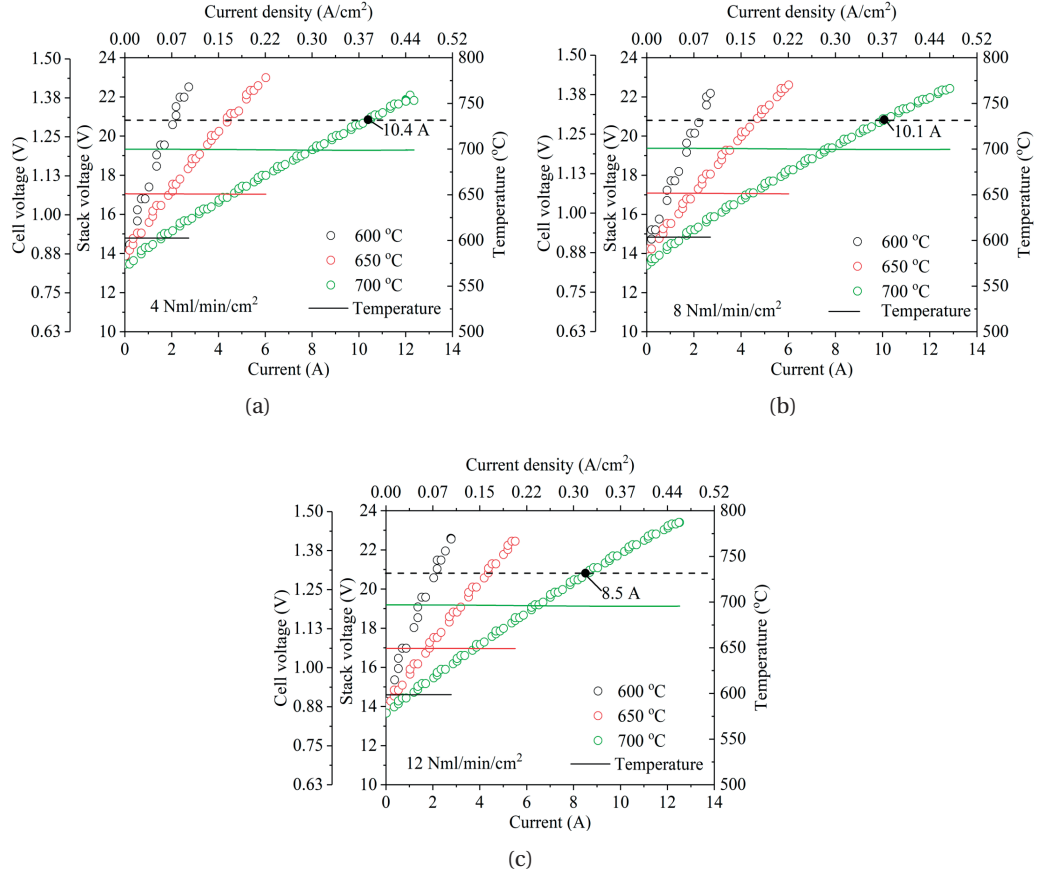 Current density (A/cm²)
0.00 0.07 0.15 0.22 0.30 0.37 0.44 0.52
1.50
1.38
1.25
1.13
1.00
0.88
0.75
0.63
Cell voltage (V)
24
22
20
18
16
14
12
10
Stack voltage (V)
800
750
700
650
600
550
500
Temperature (°C)
10.4 A
600 °C
650 °C
700 °C
4 Nml/min/cm² Temperature
0 2 4 6 8 10 12 14
Current (A)
(a)
Current density (A/cm²)
0.00 0.07 0.15 0.22 0.30 0.37 0.44 0.52
1.50
1.38
1.25
1.13
1.00
0.88
0.75
0.63
Cell voltage (V)
24
22
20
18
16
14
12
10
Stack voltage (V)
800
750
700
650
600
550
500
Temperature (°C)
10.1 A
600 °C
650 °C
700 °C
8 Nml/min/cm² Temperature
0 2 4 6 8 10 12 14
Current (A)
(b)
Current density (A/cm²)
0.00 0.07 0.15 0.22 0.30 0.37 0.44 0.52
1.50
1.38
1.25
1.13
1.00
0.88
0.75
0.63
Cell voltage (V)
24
22
20
18
16
14
12
10
Stack voltage (V)
800
750
700
650
600
550
500
Temperature (°C)
8.5 A
600 °C
650 °C
700 °C
12 Nml/min/cm² Temperature
0 2 4 6 8 10 12 14
Current (A)
(c)